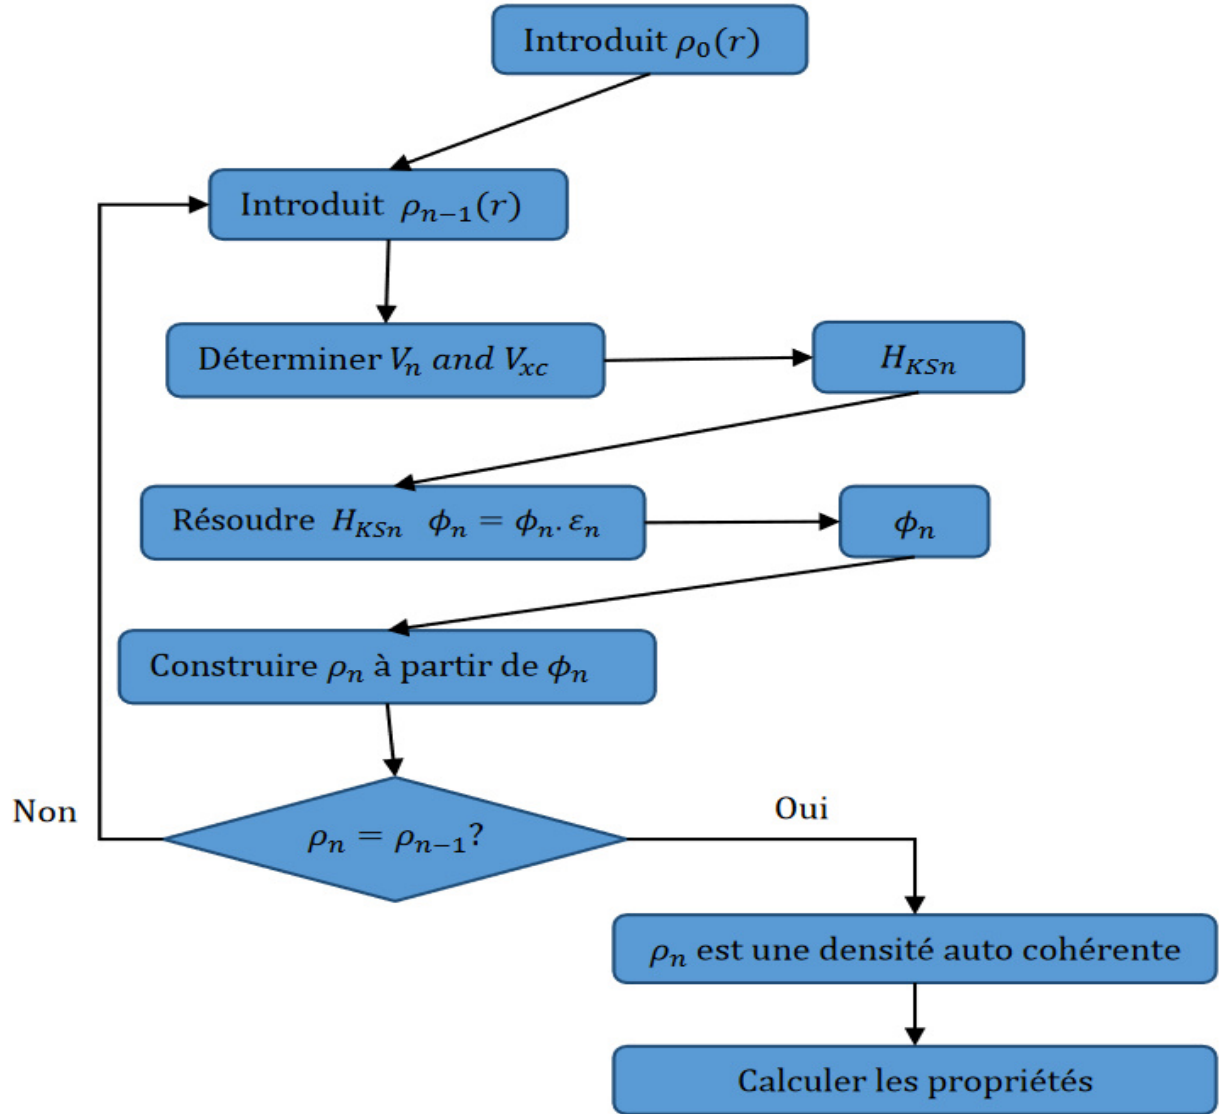 Introduit ρ₀(r)
Introduit ρₙ₋₁(r)
Déterminer Vₙ and Vₓc
H_KSn
Résoudre H_KSn ϕₙ = ϕₙ. εₙ
ϕₙ
Construire ρₙ à partir de ϕₙ
Non
ρₙ = ρₙ₋₁?
Oui
ρₙ est une densité auto cohérente
Calculer les propriétés